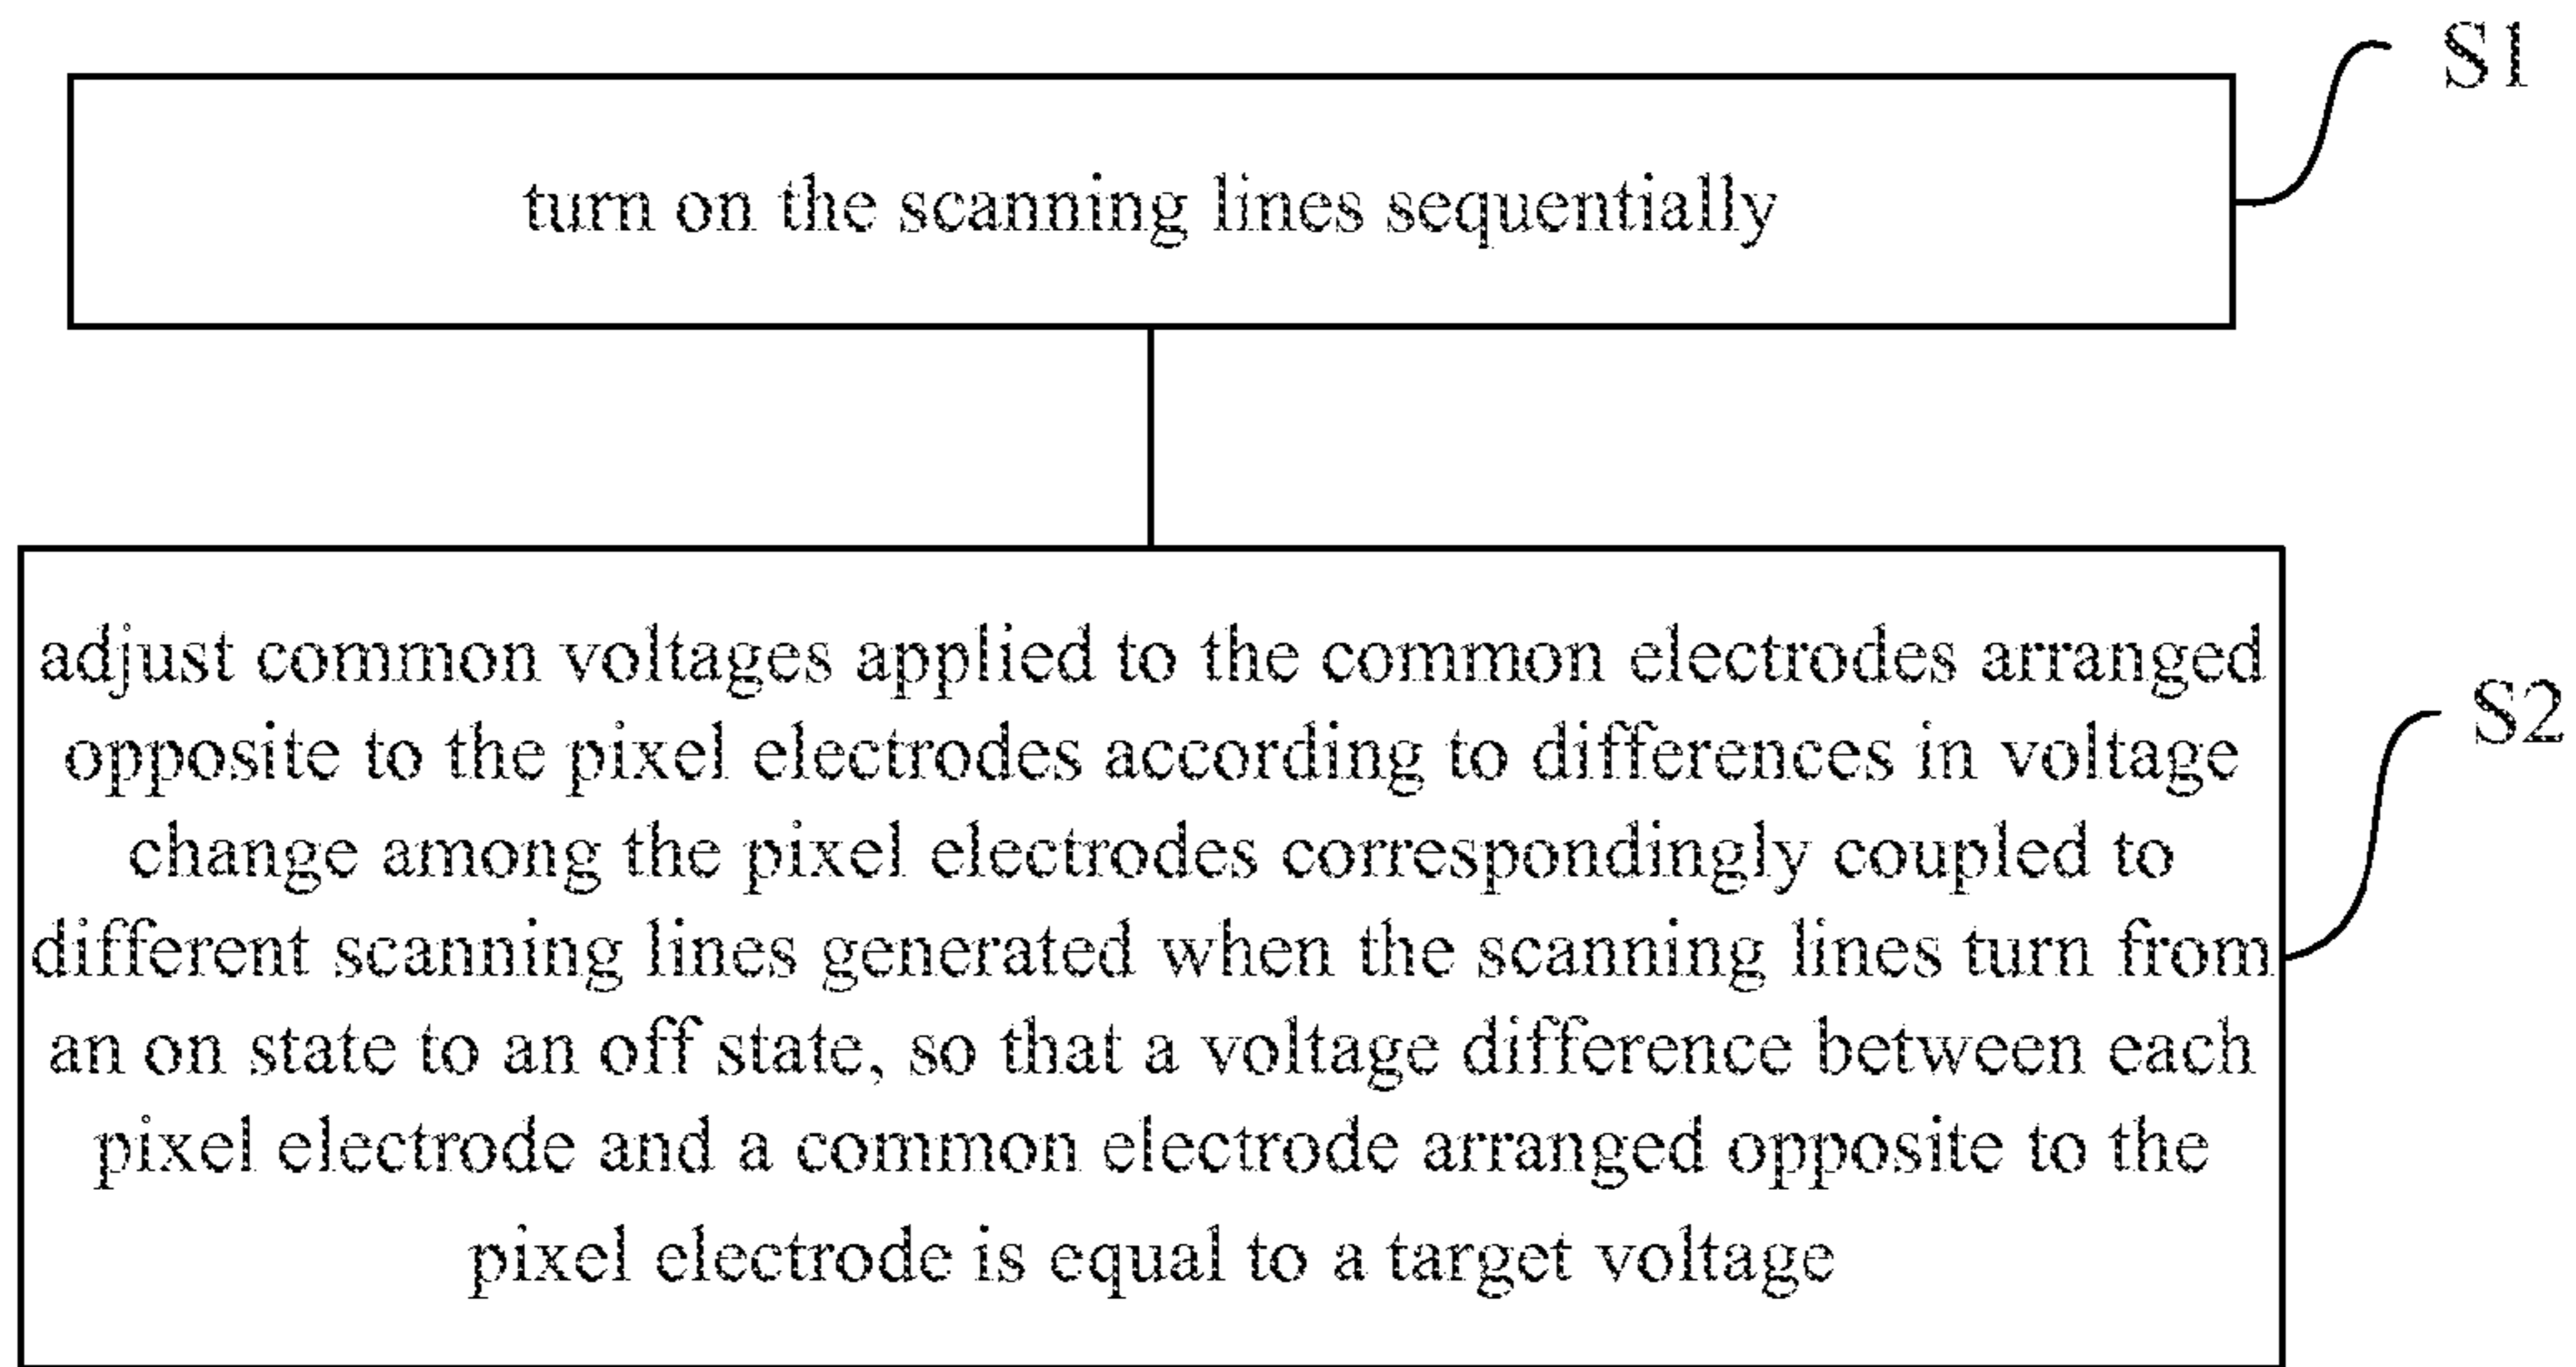 S1
turn on the scanning lines sequentially
adjust common voltages applied to the common electrodes arranged
opposite to the pixel electrodes according to differences in voltage
change among the pixel electrodes correspondingly coupled to
different scanning lines generated when the scanning lines turn from
an on state to an off state, so that a voltage difference between each
pixel electrode and a common electrode arranged opposite to the
pixel electrode is equal to a target voltage
S2